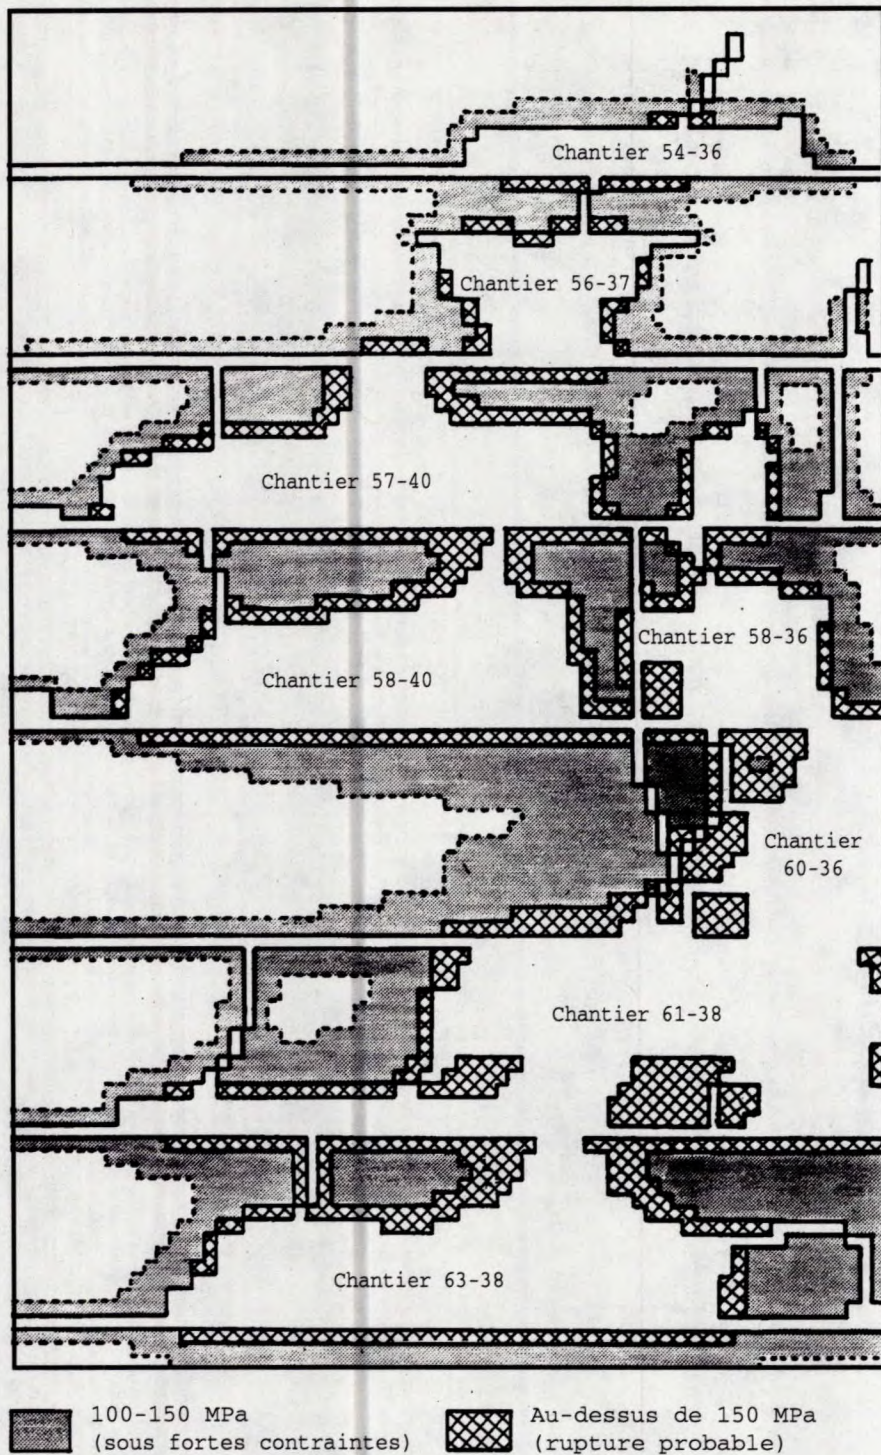 Chantier 54-36
Chantier 56-37
Chantier 57-40
Chantier 58-36
Chantier 58-40
Chantier
60-36
Chantier 61-38
Chantier 63-38
100-150 MPa
(sous fortes contraintes)
Au-dessus de 150 MPa
(rupture probable)